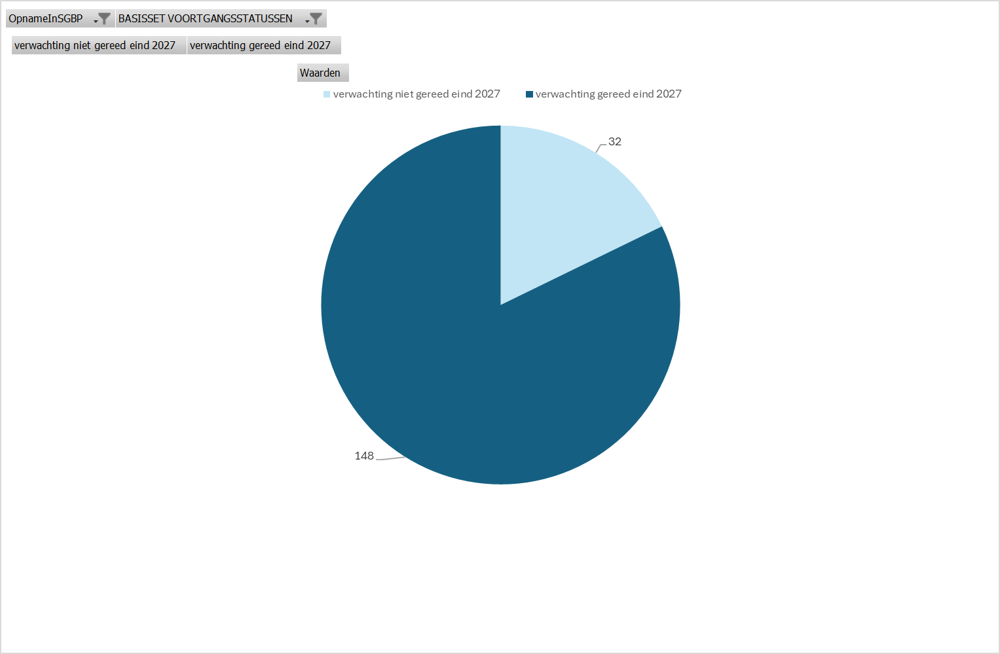 OpnameInSGBP BASISSET VOORTGANGSSTATUSSEN
verwachting niet gereed eind 2027 verwachting gereed eind 2027
Waarden
verwachting niet gereed eind 2027 verwachting gereed eind 2027
32
148